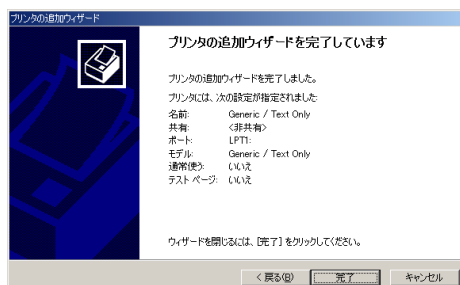 プリンタの追加ウィザード
プリンタの追加ウィザードを完了しています
プリンタの追加ウィザードを完了しました。
プリンタには、次の設定が指定されました:
名前: Generic / Text Only
共有: <非共有>
ポート: LPT1:
モデル: Generic / Text Only
通常使う: いいえ
テスト ページ: いいえ
ウィザードを閉じるには、[完了] をクリックしてください。
< 戻る(B) 完了 キャンセル